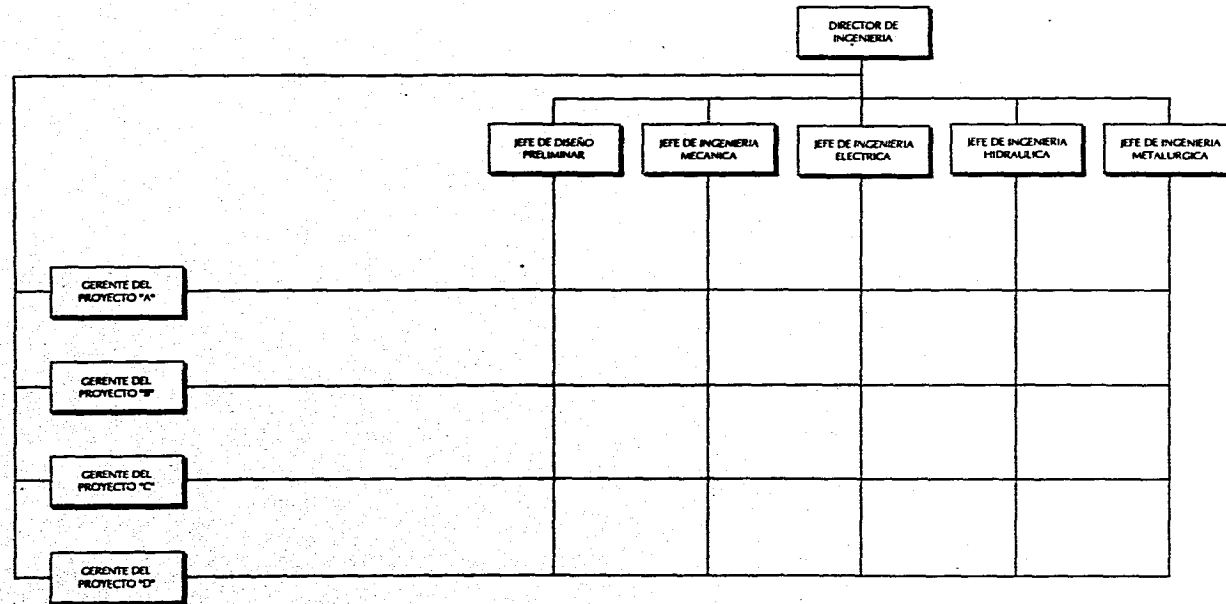 DIRECTOR DE
INGENIERIA
JEFE DE DISEÑO
PRELIMINAR
JEFE DE INGENIERIA
MECANICA
JEFE DE INGENIERIA
ELECTRICA
JEFE DE INGENIERIA
HIDRAULICA
JEFE DE INGENIERIA
METALURGICA
GERENTE DEL
PROYECTO "A"
GERENTE DEL
PROYECTO "B"
GERENTE DEL
PROYECTO "C"
GERENTE DEL
PROYECTO "D"